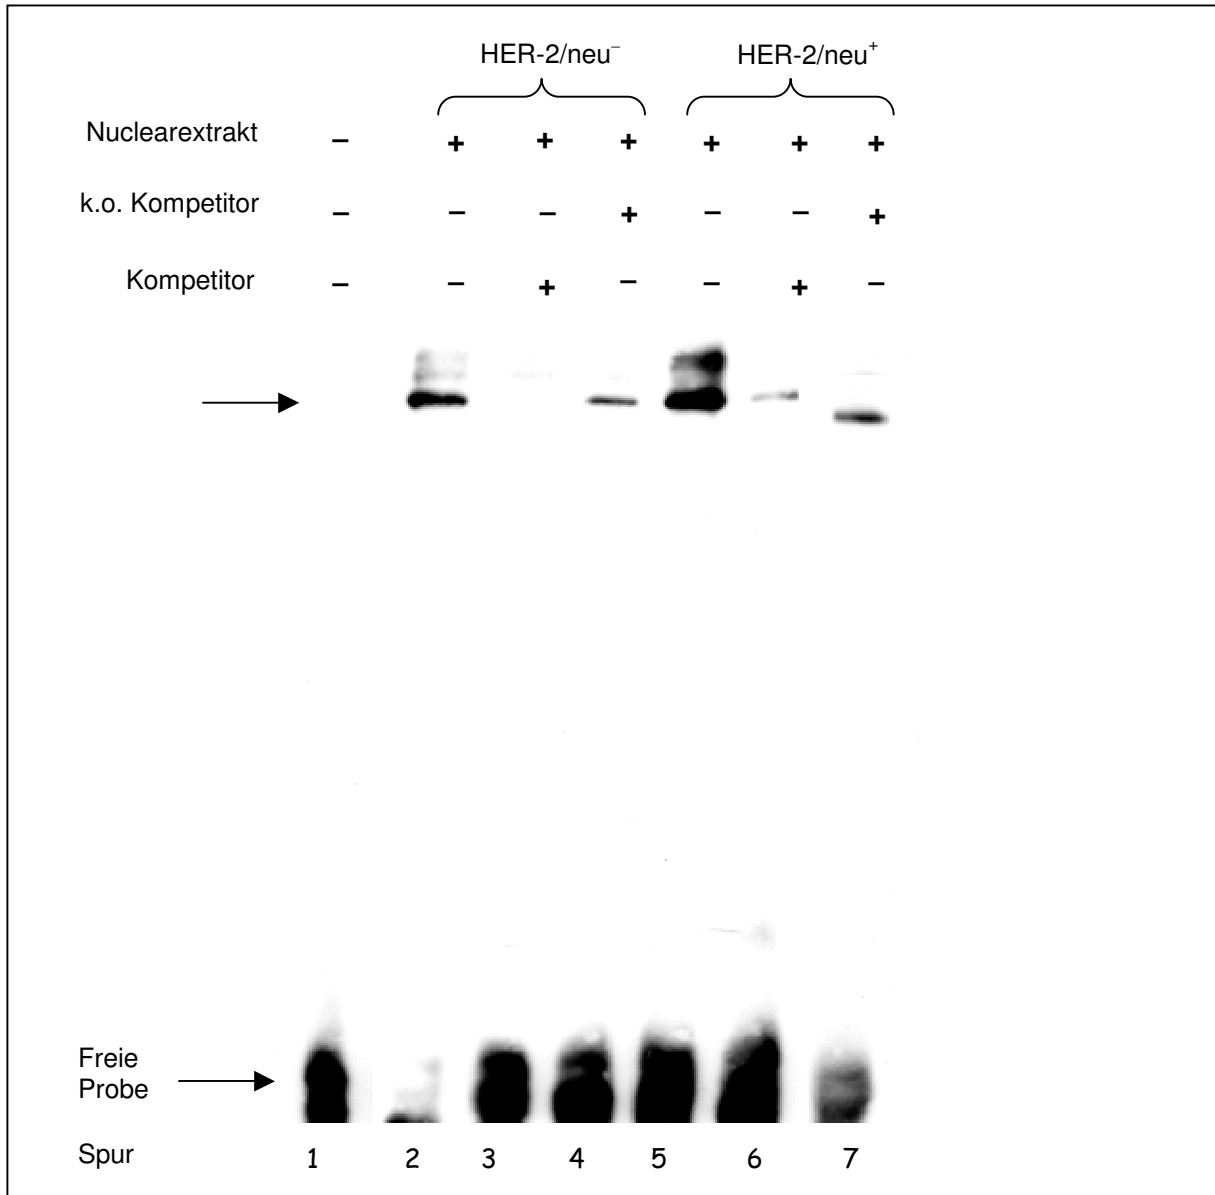 HER-2/neu⁻ HER-2/neu⁺
Nuclearextrakt – + + + + + +
k.o. Kompetitor – – – + – – +
Kompetitor – – + – – + –
Freie
Probe
Spur 1 2 3 4 5 6 7